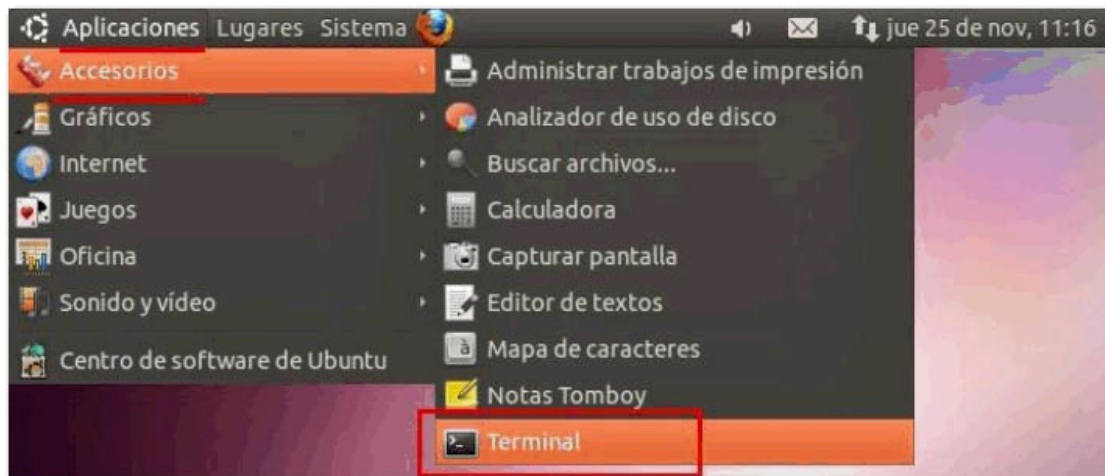 Aplicaciones Lugares Sistema jue 25 de nov, 11:16
Accesorios
Gráficos
Internet
Juegos
Oficina
Sonido y vídeo
Centro de software de Ubuntu
Administrar trabajos de impresión
Analizador de uso de disco
Buscar archivos...
Calculadora
Capturar pantalla
Editor de textos
Mapa de caracteres
Notas Tomboy
Terminal